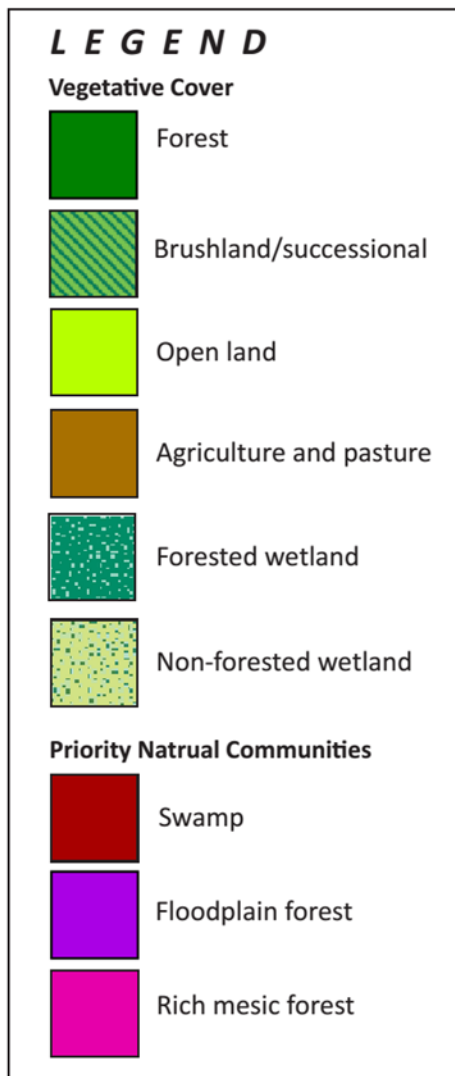 LEGEND
Vegetative Cover
Forest
Brushland/successional
Open land
Agriculture and pasture
Forested wetland
Non-forested wetland
Priority Natrual Communities
Swamp
Floodplain forest
Rich mesic forest